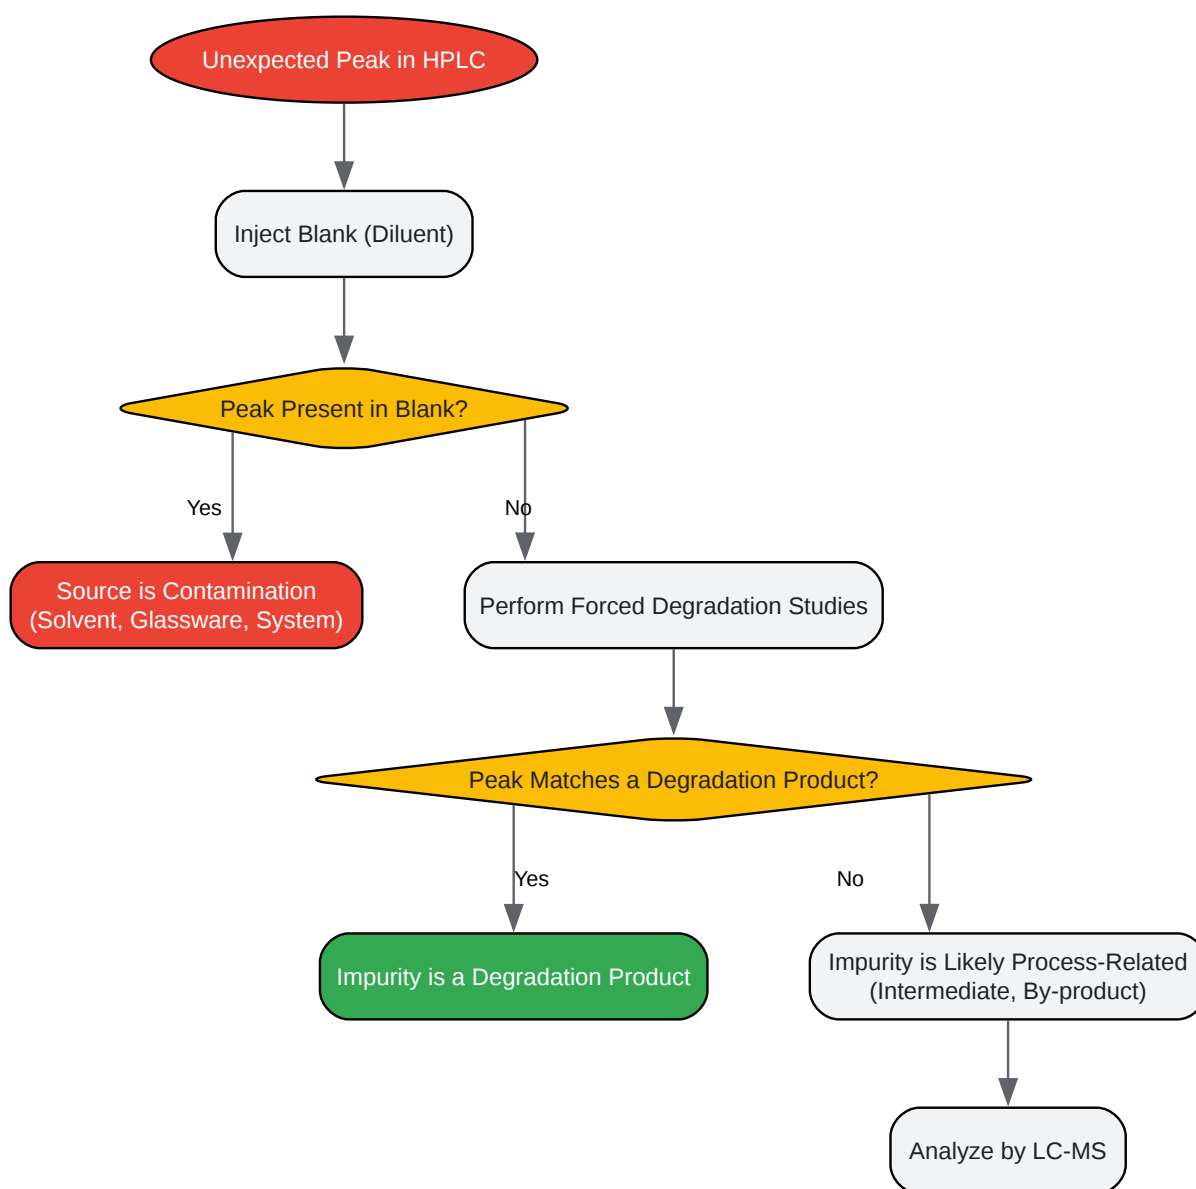 Unexpected Peak in HPLC
Inject Blank (Diluent)
Peak Present in Blank?
Yes
No
Source is Contamination
(Solvent, Glassware, System)
Perform Forced Degradation Studies
Peak Matches a Degradation Product?
Yes
No
Impurity is a Degradation Product
Impurity is Likely Process-Related
(Intermediate, By-product)
Analyze by LC-MS